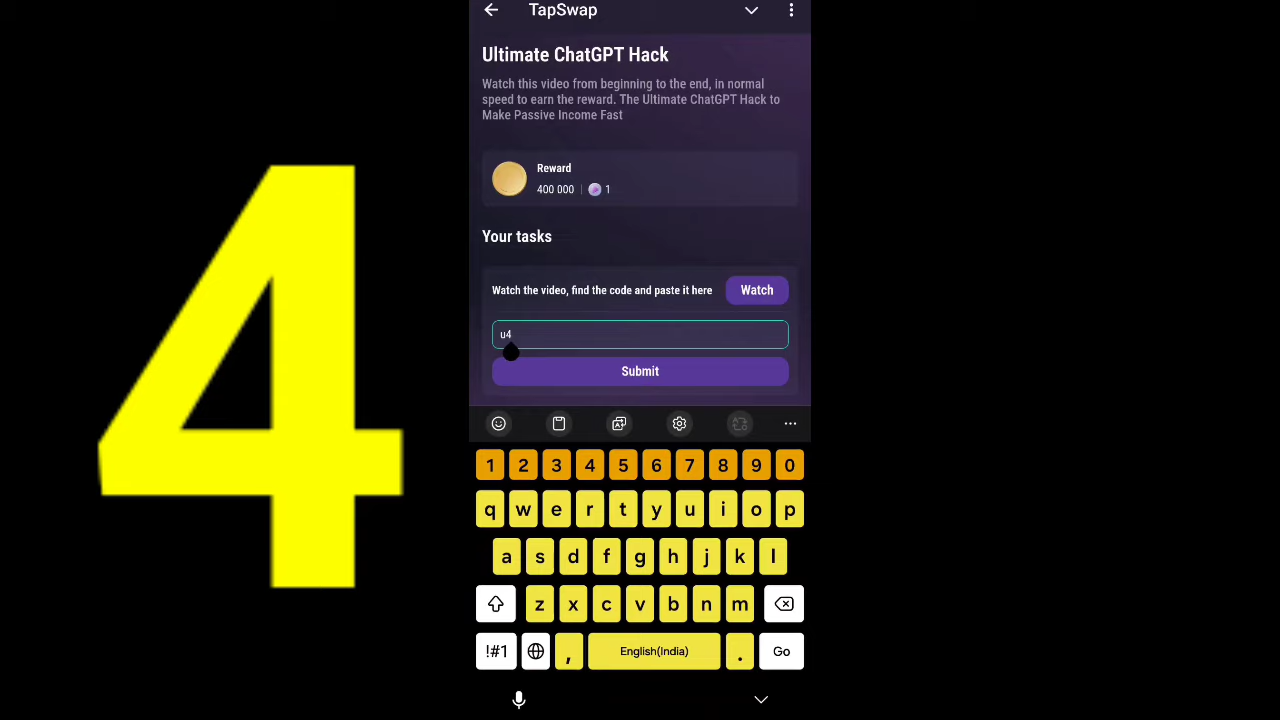 TapSwap
Ultimate ChatGPT Hack
Watch this video from beginning to the end, in normal
speed to earn the reward. The Ultimate ChatGPT Hack to
Make Passive Income Fast
Reward
400 000 | 1
Your tasks
Watch the video, find the code and paste it here
Watch
u4
Submit
4
1 2 3 4 5 6 7 8 9 0
q w e r t y u i o p
a s d f g h j k l
z x c v b n m
!#1 , English(India) . Go